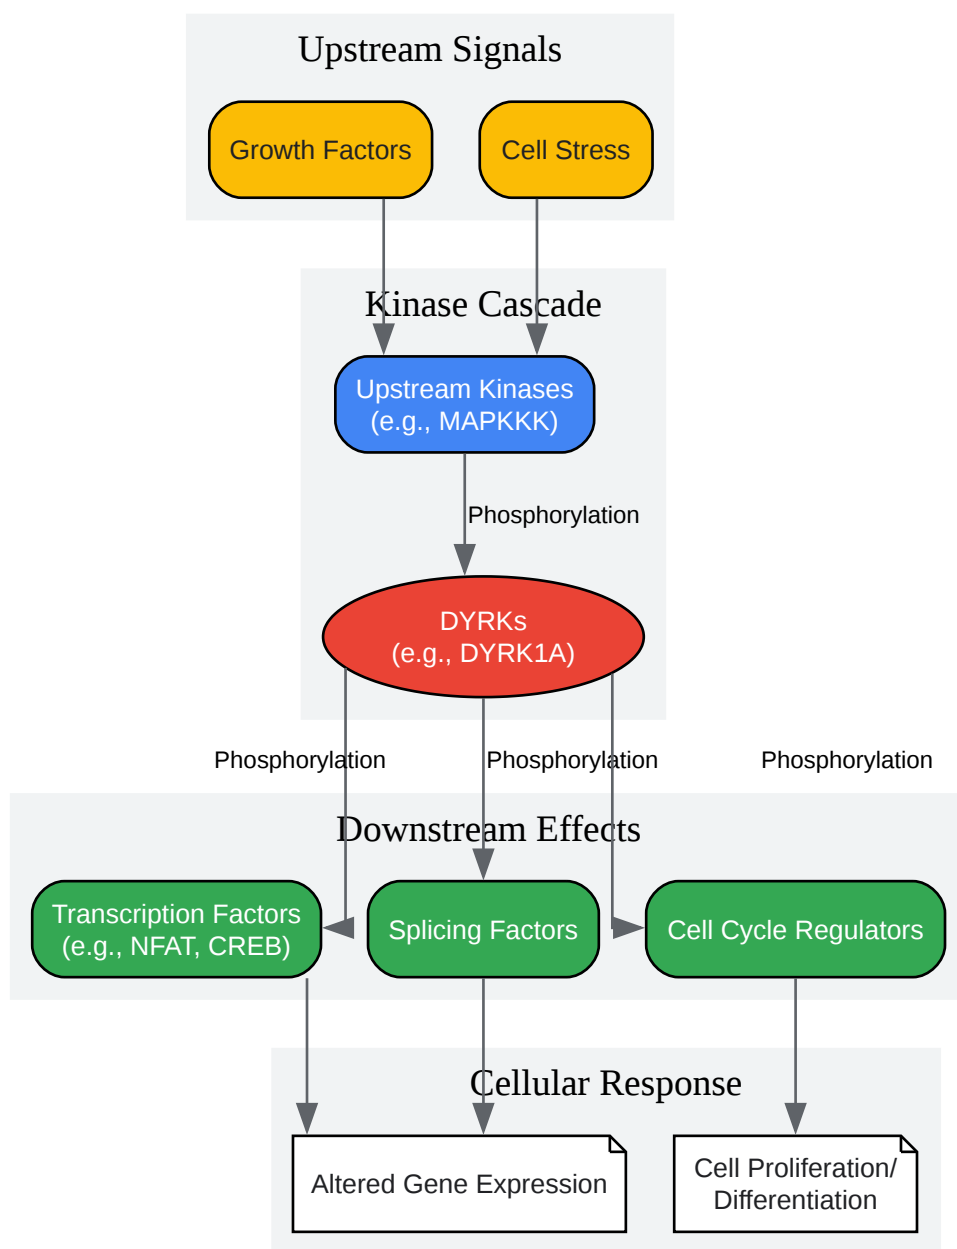 Upstream Signals
Growth Factors
Cell Stress
Kinase Cascade
Upstream Kinases
(e.g., MAPKKK)
Phosphorylation
DYRKs
(e.g., DYRK1A)
Phosphorylation
Phosphorylation
Phosphorylation
Downstream Effects
Transcription Factors
(e.g., NFAT, CREB)
Splicing Factors
Cell Cycle Regulators
Cellular Response
Altered Gene Expression
Cell Proliferation/
Differentiation